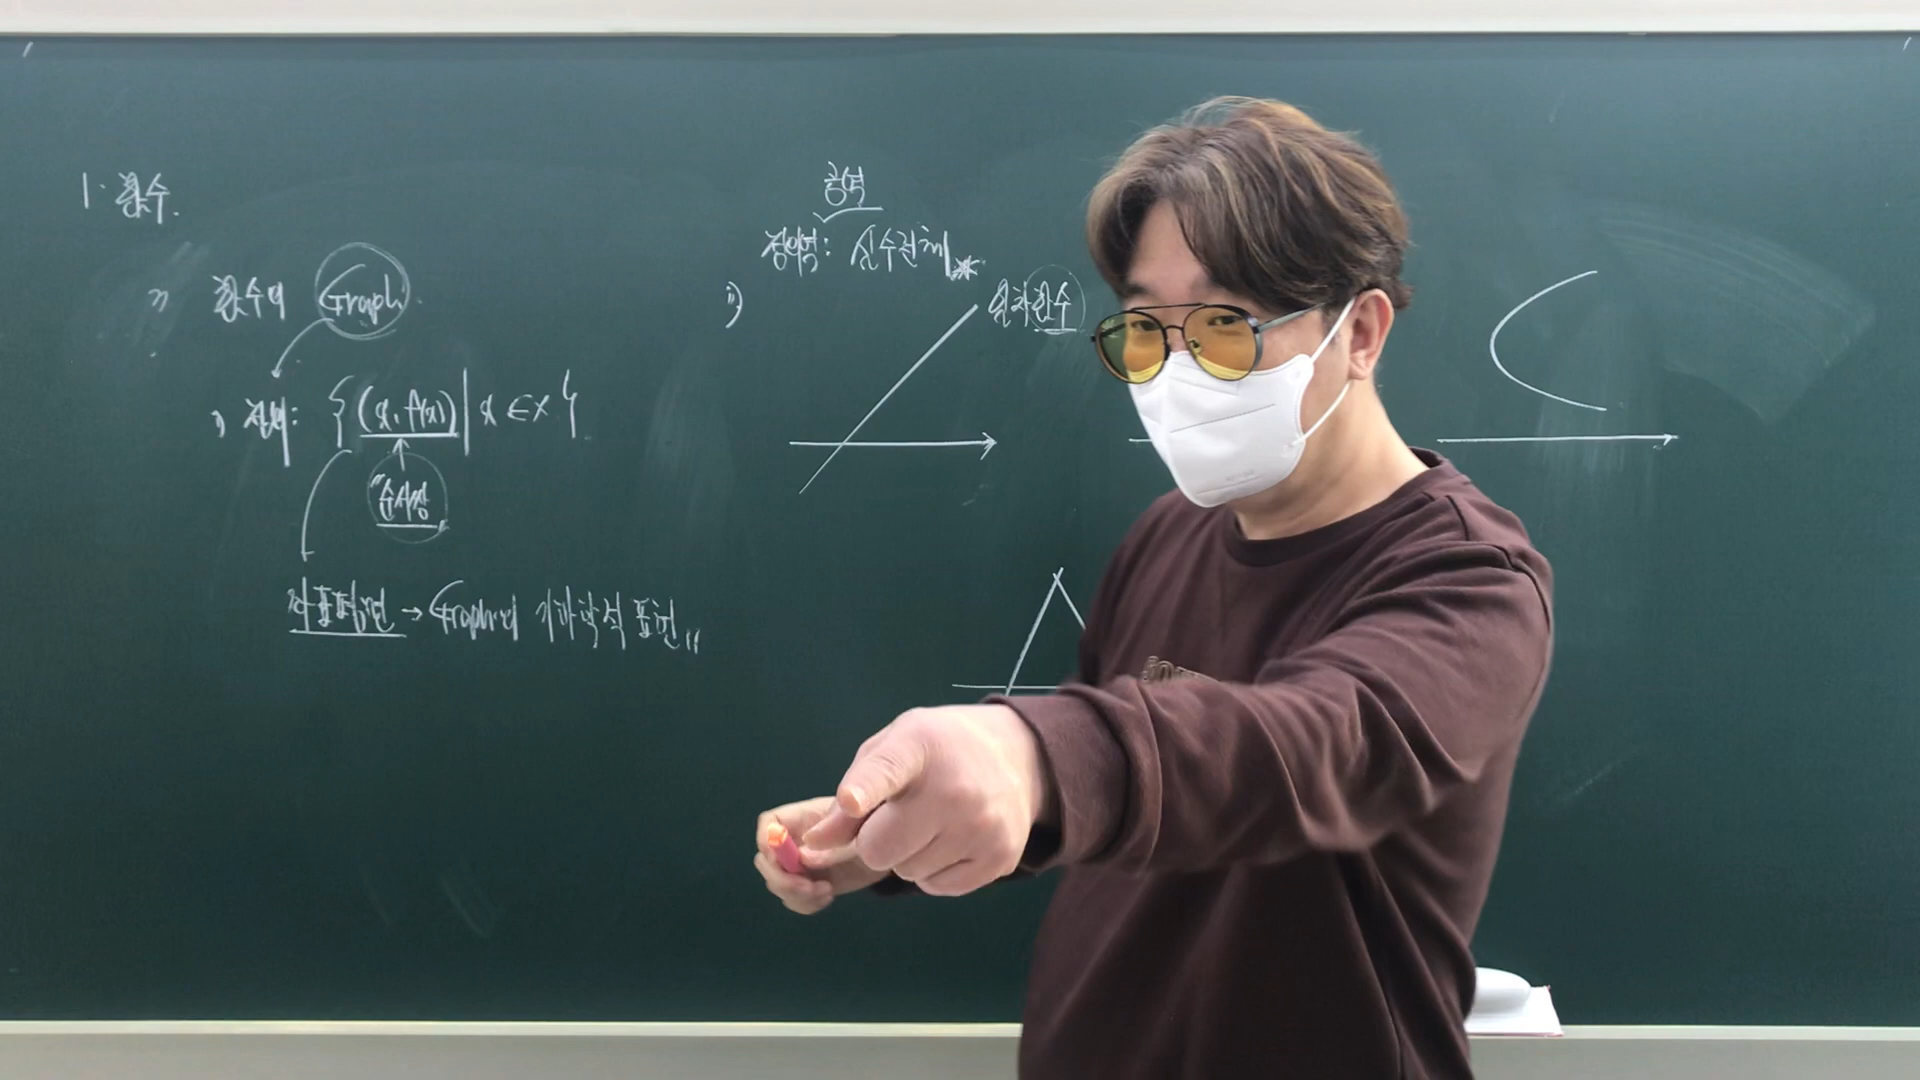 1. 함수.
7) 함수의 Graph.
i) 정의: {(x, f(x)) | x ∈ X}.
"순서쌍"
좌표평면 → Graph의 기하학적 표현 〃
공역
정의역: 실수전체
ii)
일차함수